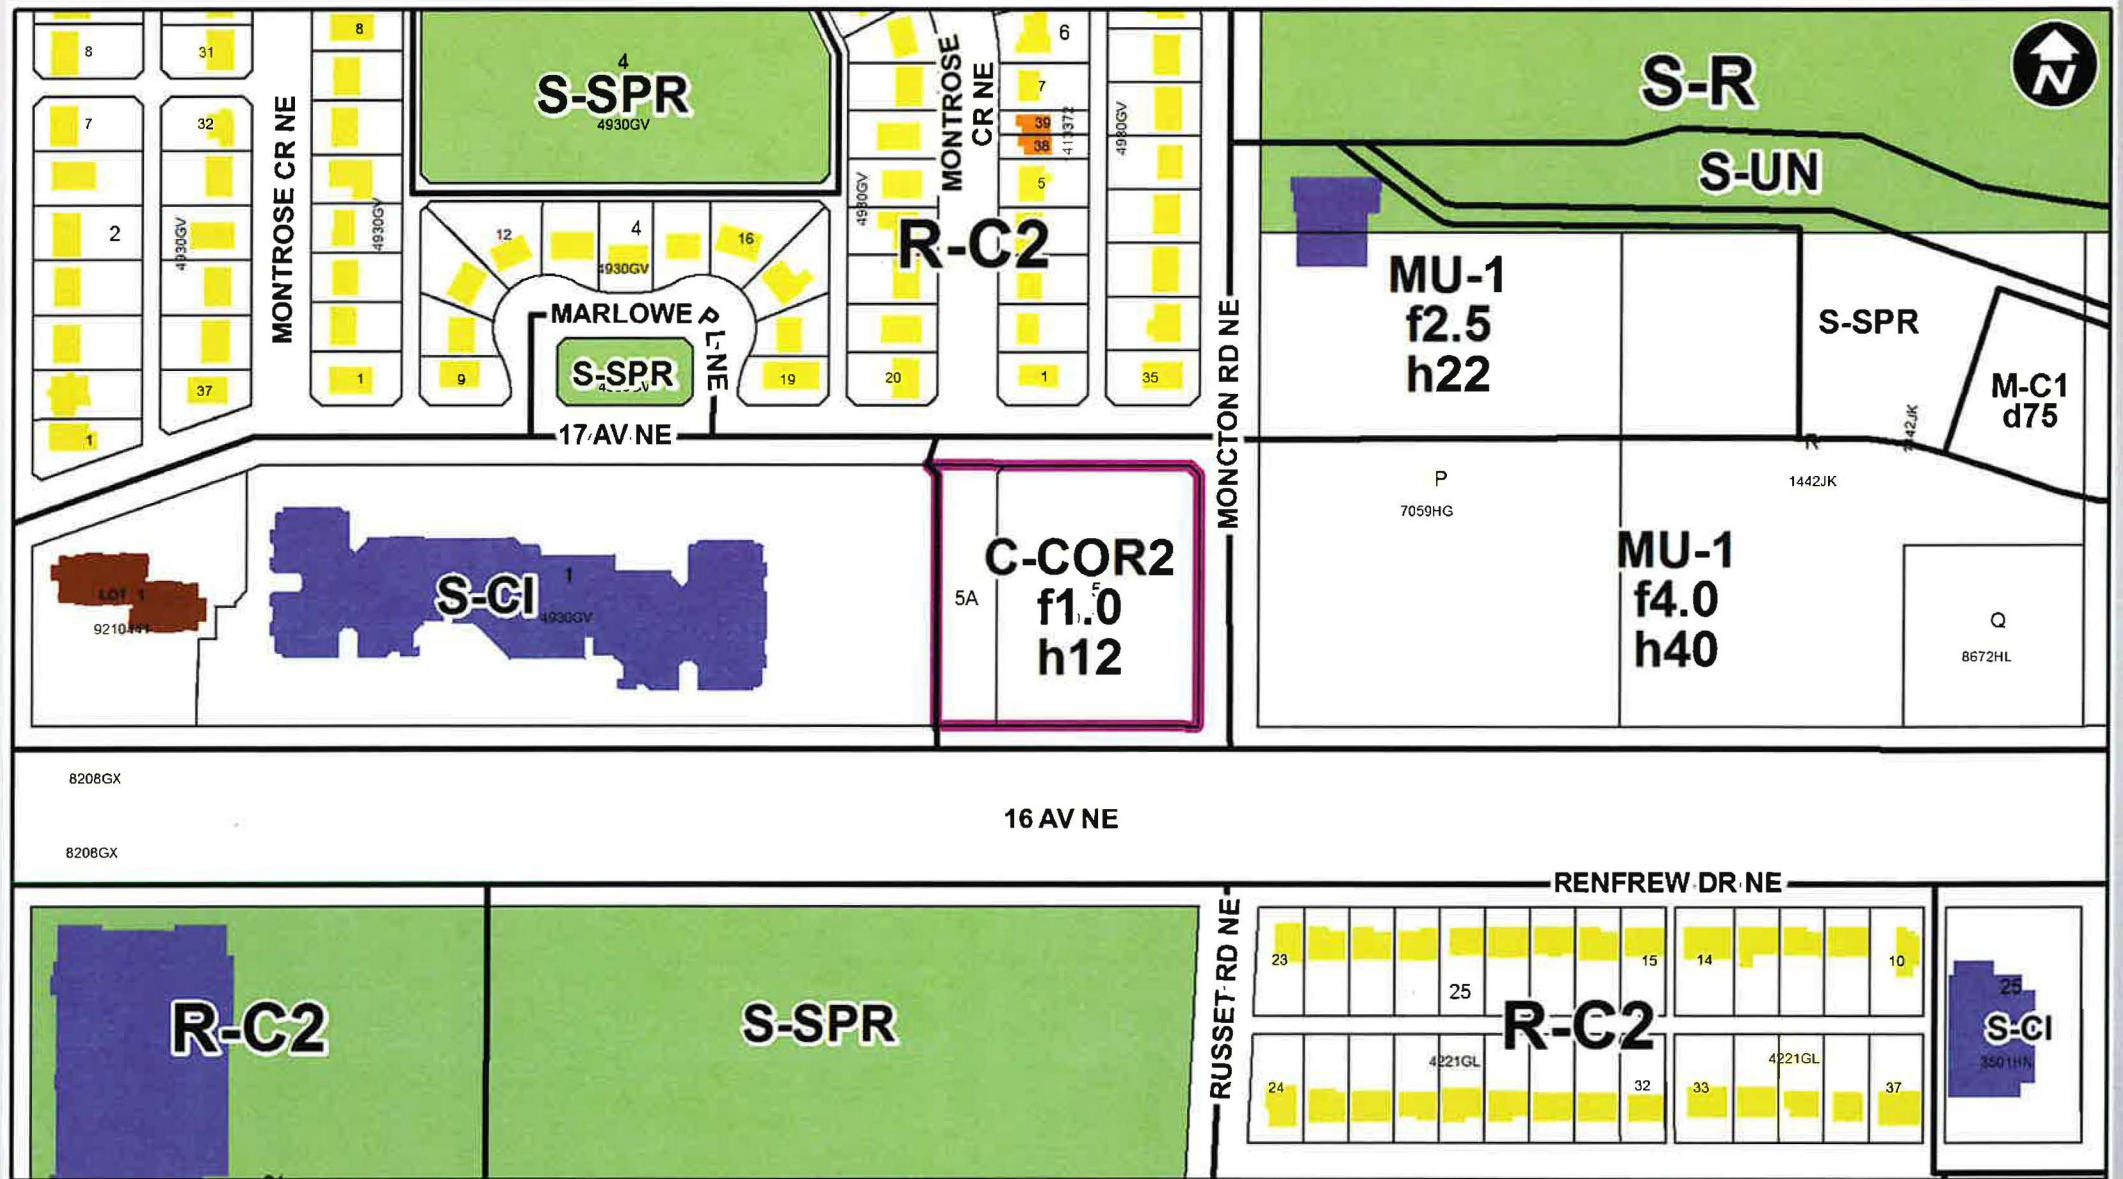 8
31
8
4
S-SPR
4930GV
MONTROSE
CR NE
6
7
39
38
413372
5
4930GV
S-R
N
7
32
MONTROSE CR NE
S-UN
2
4930GV
4930GV
12
4
16
4930GV
4930GV
R-C2
MU-1
f2.5
h22
S-SPR
M-C1
d75
MARLOWE
PL NE
S-SPR
37
1
9
19
20
1
35
1
17 AV NE
MONCTON RD NE
R
P
7059HG
1442JK
LOT 1
S-CI
1
4930GV
5A
C-COR2
5
f1.0
h12
MU-1
f4.0
h40
Q
8672HL
8208GX
16 AV NE
8208GX
RENFREW DR NE
R-C2
S-SPR
RUSSET RD NE
23
15
14
10
25
R-C2
25
S-CI
3501HN
4221GL
4221GL
24
32
33
37